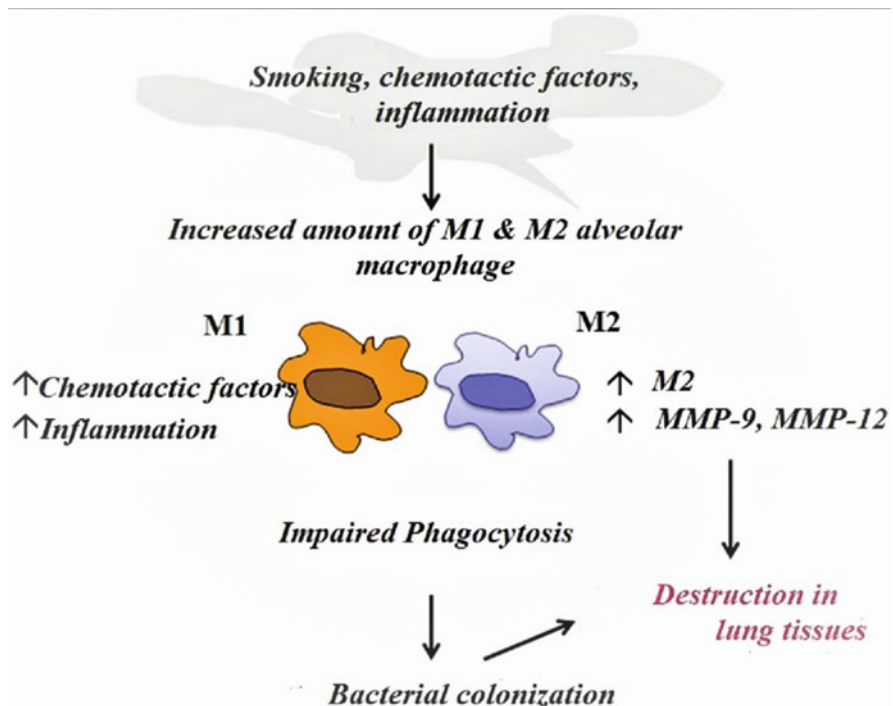 Smoking, chemotactic factors,
inflammation
Increased amount of M1 & M2 alveolar
macrophage
M1
M2
↑Chemotactic factors
↑Inflammation
↑ M2
↑ MMP-9, MMP-12
Impaired Phagocytosis
Destruction in
lung tissues
Bacterial colonization